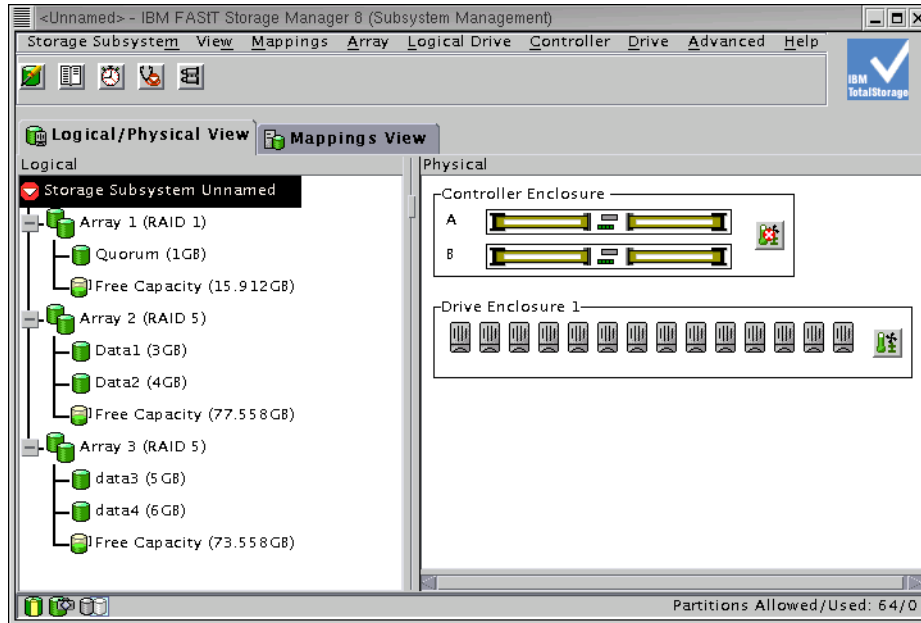 <Unnamed> - IBM FAStT Storage Manager 8 (Subsystem Management)
Storage Subsystem View Mappings Array Logical Drive Controller Drive Advanced Help
IBM
TotalStorage
Logical/Physical View Mappings View
Logical
Storage Subsystem Unnamed
Array 1 (RAID 1)
Quorum (1GB)
Free Capacity (15.912GB)
Array 2 (RAID 5)
Data1 (3GB)
Data2 (4GB)
Free Capacity (77.558GB)
Array 3 (RAID 5)
data3 (5GB)
data4 (6GB)
Free Capacity (73.558GB)
Physical
Controller Enclosure
A
B
Drive Enclosure 1
Partitions Allowed/Used: 64/0